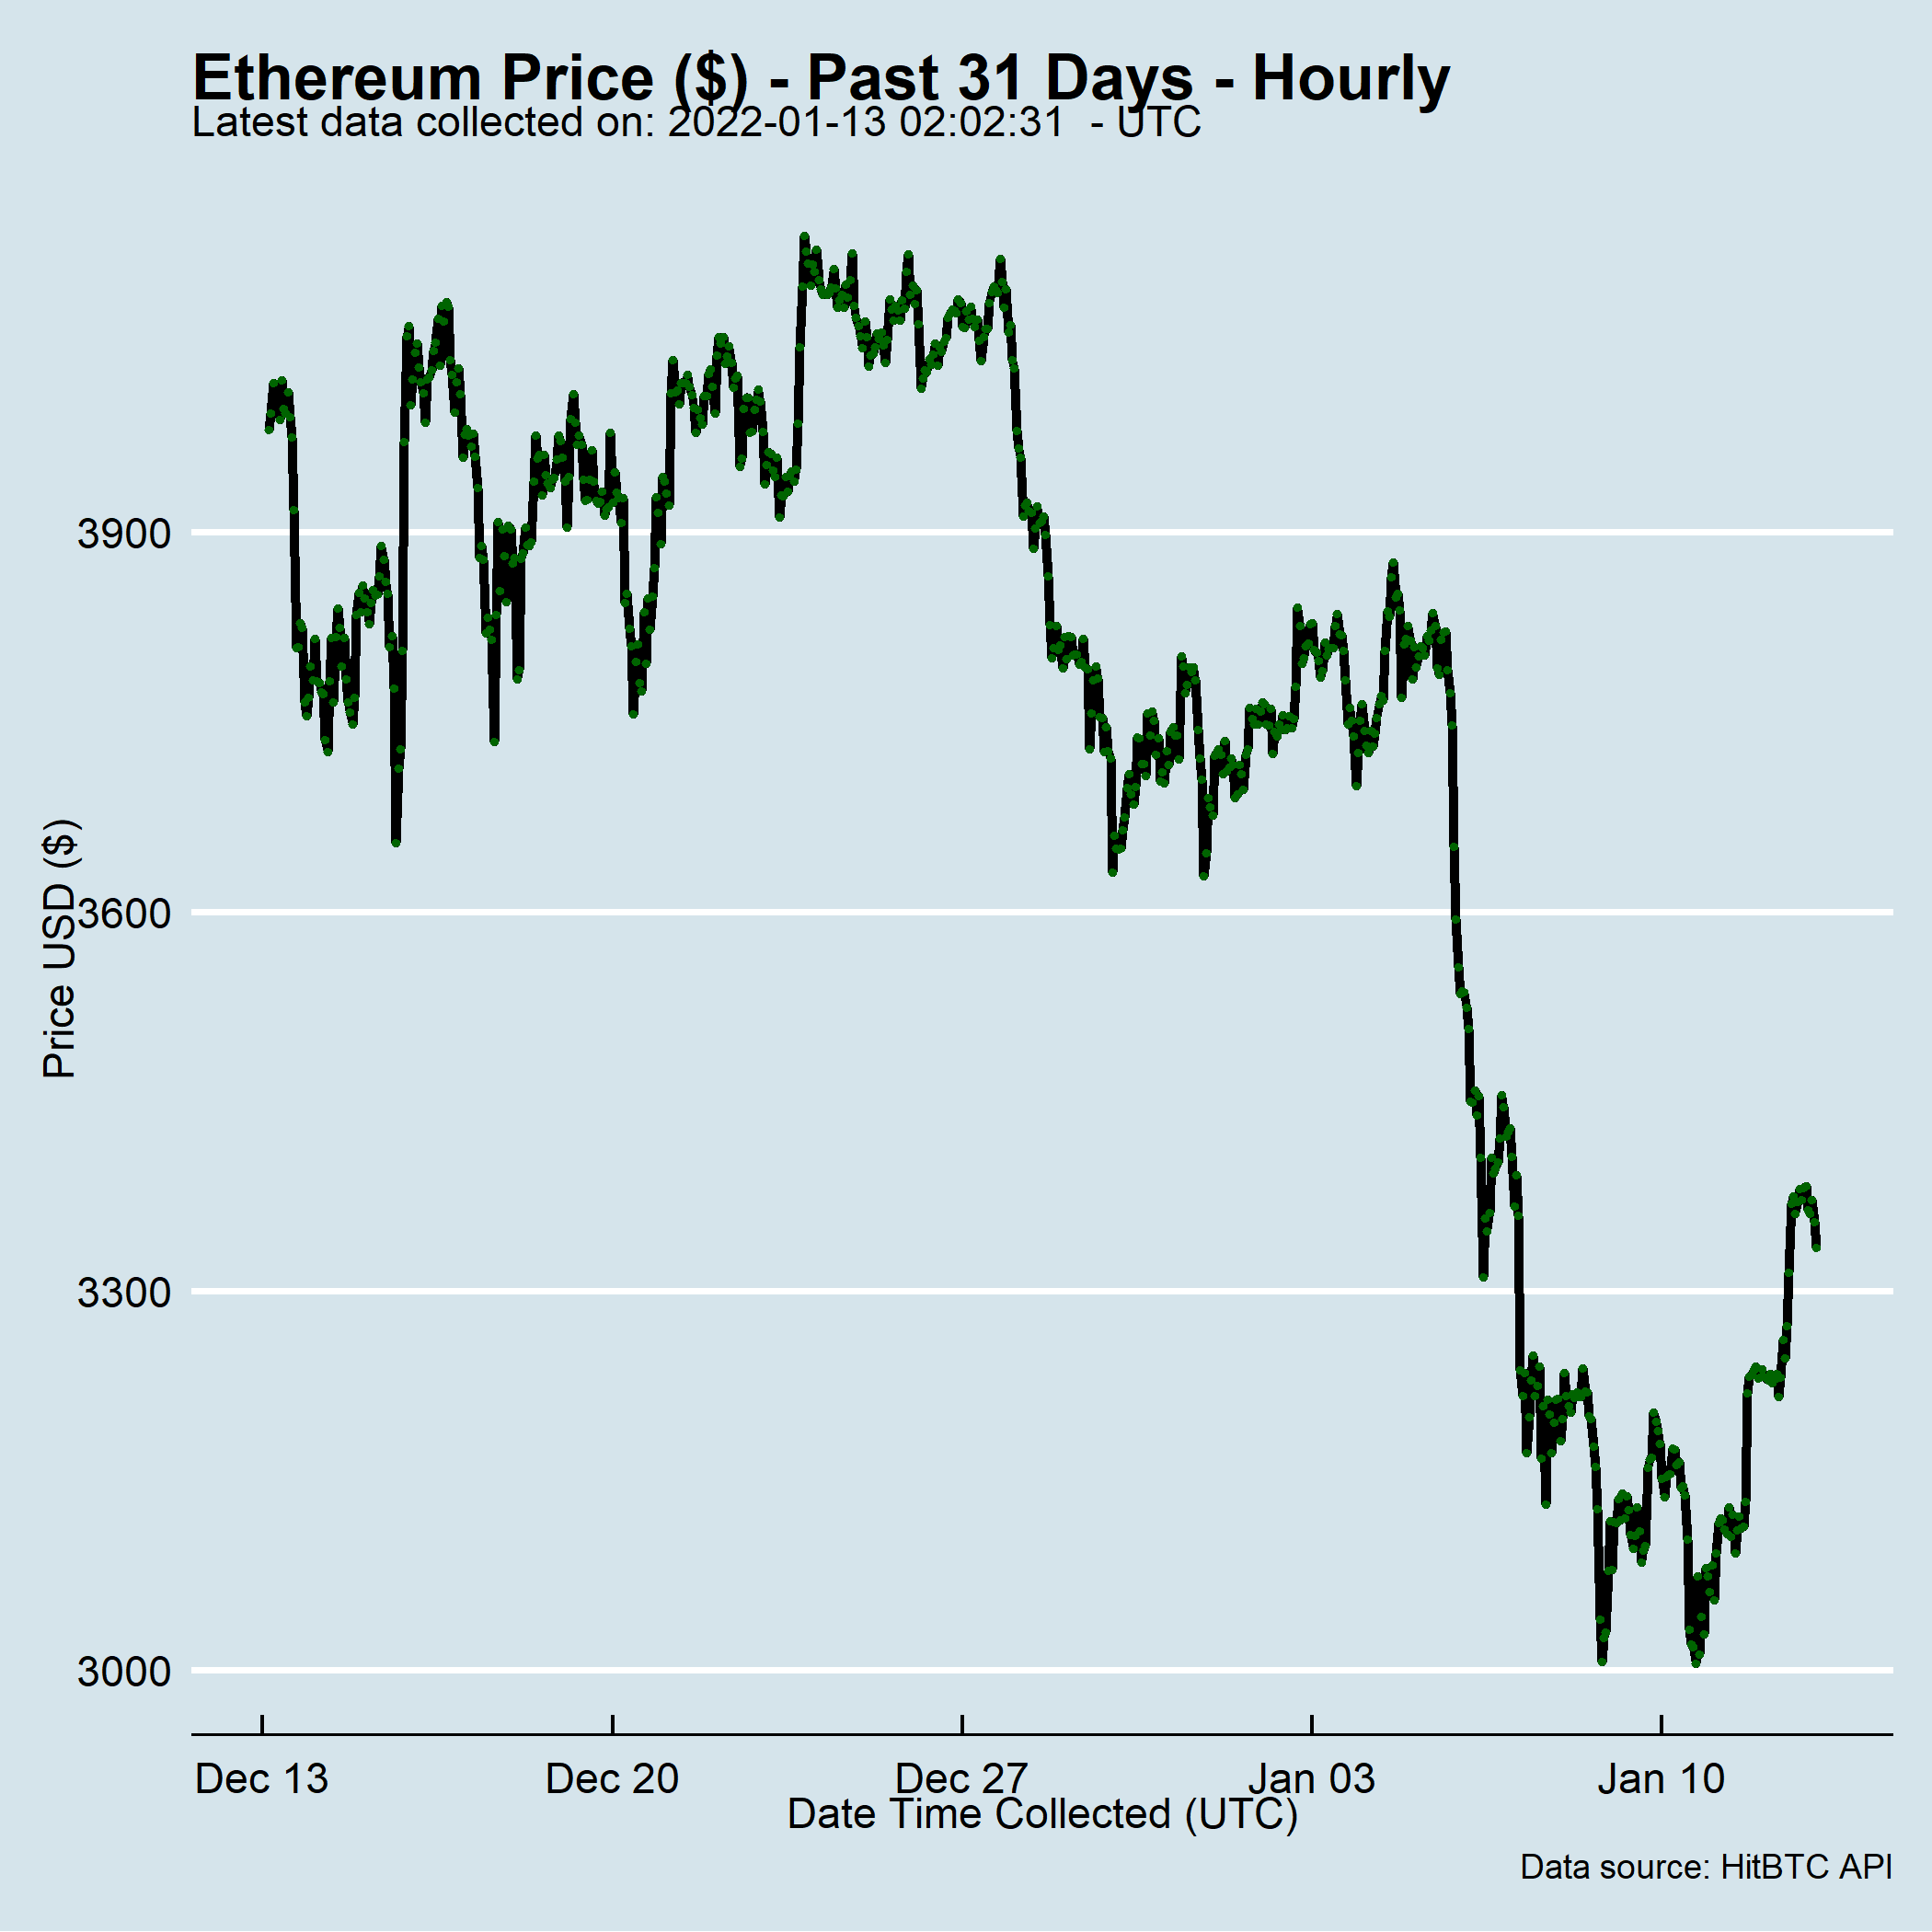 Ethereum Price ($) - Past 31 Days - Hourly
Latest data collected on: 2022-01-13 02:02:31  - UTC
3900
3600
3300
3000
Price USD ($)
Dec 13
Dec 20
Dec 27
Jan 03
Jan 10
Date Time Collected (UTC)
Data source: HitBTC API